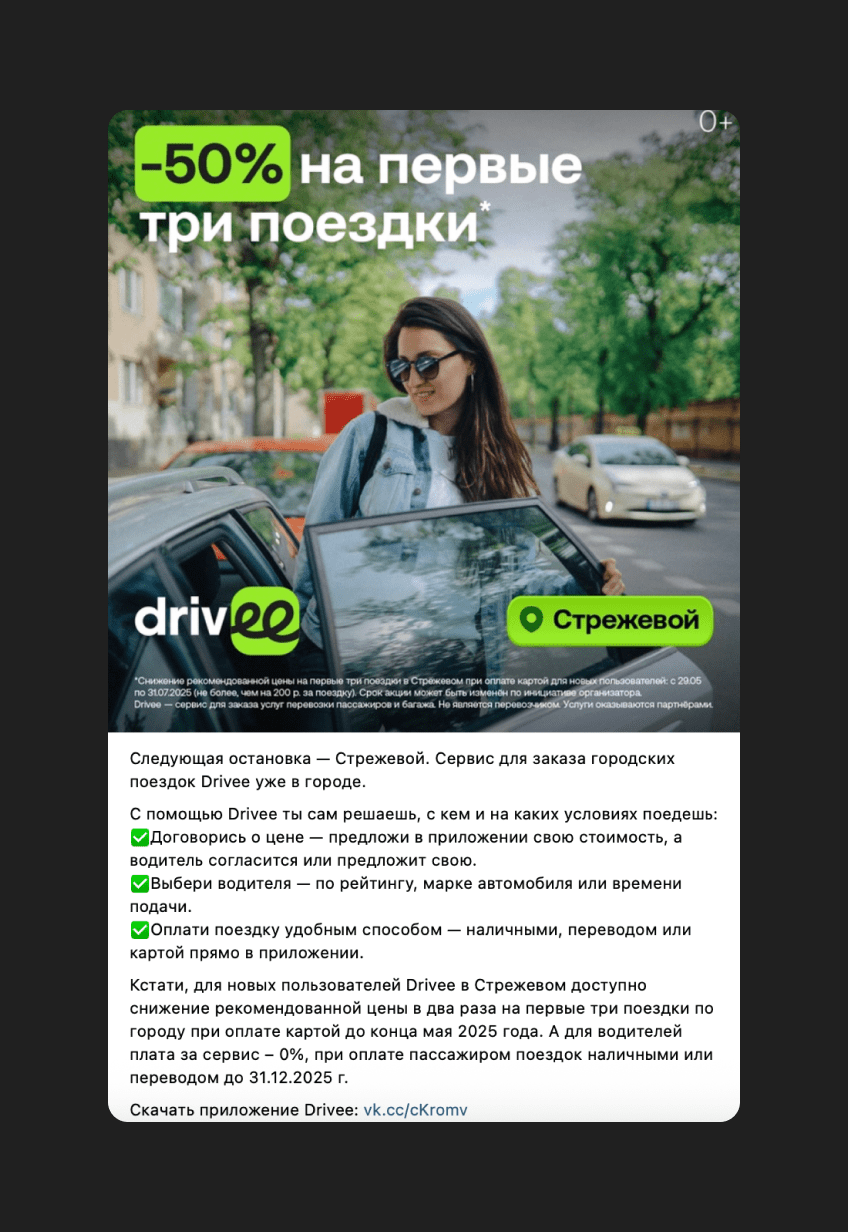 0+
-50% на первые
три поездки*
drivee
Стрежевой
*Снижение рекомендованной цены на первые три поездки в Стрежевом при оплате картой для новых пользователей: с 29.05
по 31.07.2025 (не более, чем на 200 р. за поездку). Срок акции может быть изменён по инициативе организатора.
Drivee — сервис для заказа услуг перевозки пассажиров и багажа. Не является перевозчиком. Услуги оказываются партнёрами.
Следующая остановка — Стрежевой. Сервис для заказа городских
поездок Drivee уже в городе.
С помощью Drivee ты сам решаешь, с кем и на каких условиях поедешь:
✅Договорись о цене — предложи в приложении свою стоимость, а
водитель согласится или предложит свою.
✅Выбери водителя — по рейтингу, марке автомобиля или времени
подачи.
✅Оплати поездку удобным способом — наличными, переводом или
картой прямо в приложении.
Кстати, для новых пользователей Drivee в Стрежевом доступно
снижение рекомендованной цены в два раза на первые три поездки по
городу при оплате картой до конца мая 2025 года. А для водителей
плата за сервис – 0%, при оплате пассажиром поездок наличными или
переводом до 31.12.2025 г.
Скачать приложение Drivee: vk.cc/cKromv